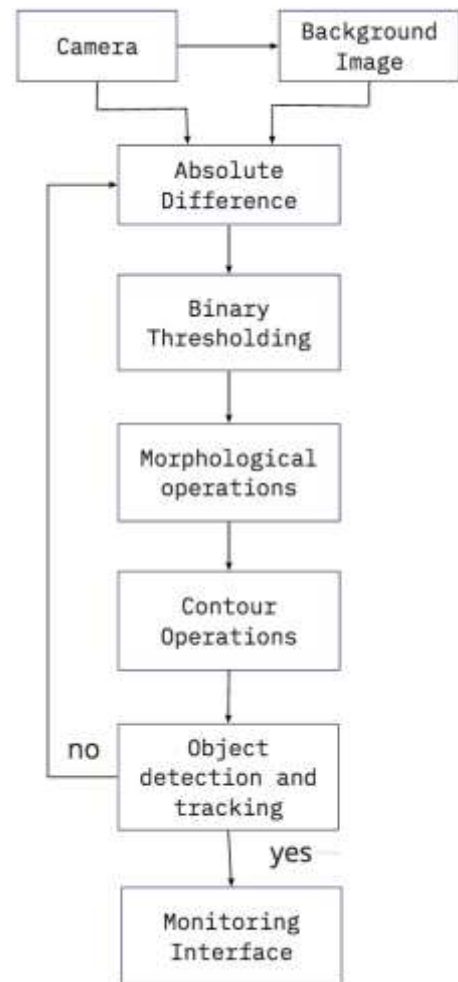 Camera
Background
Image
Absolute
Difference
Binary
Thresholding
Morphological
operations
Contour
Operations
no
Object
detection and
tracking
yes
Monitoring
Interface